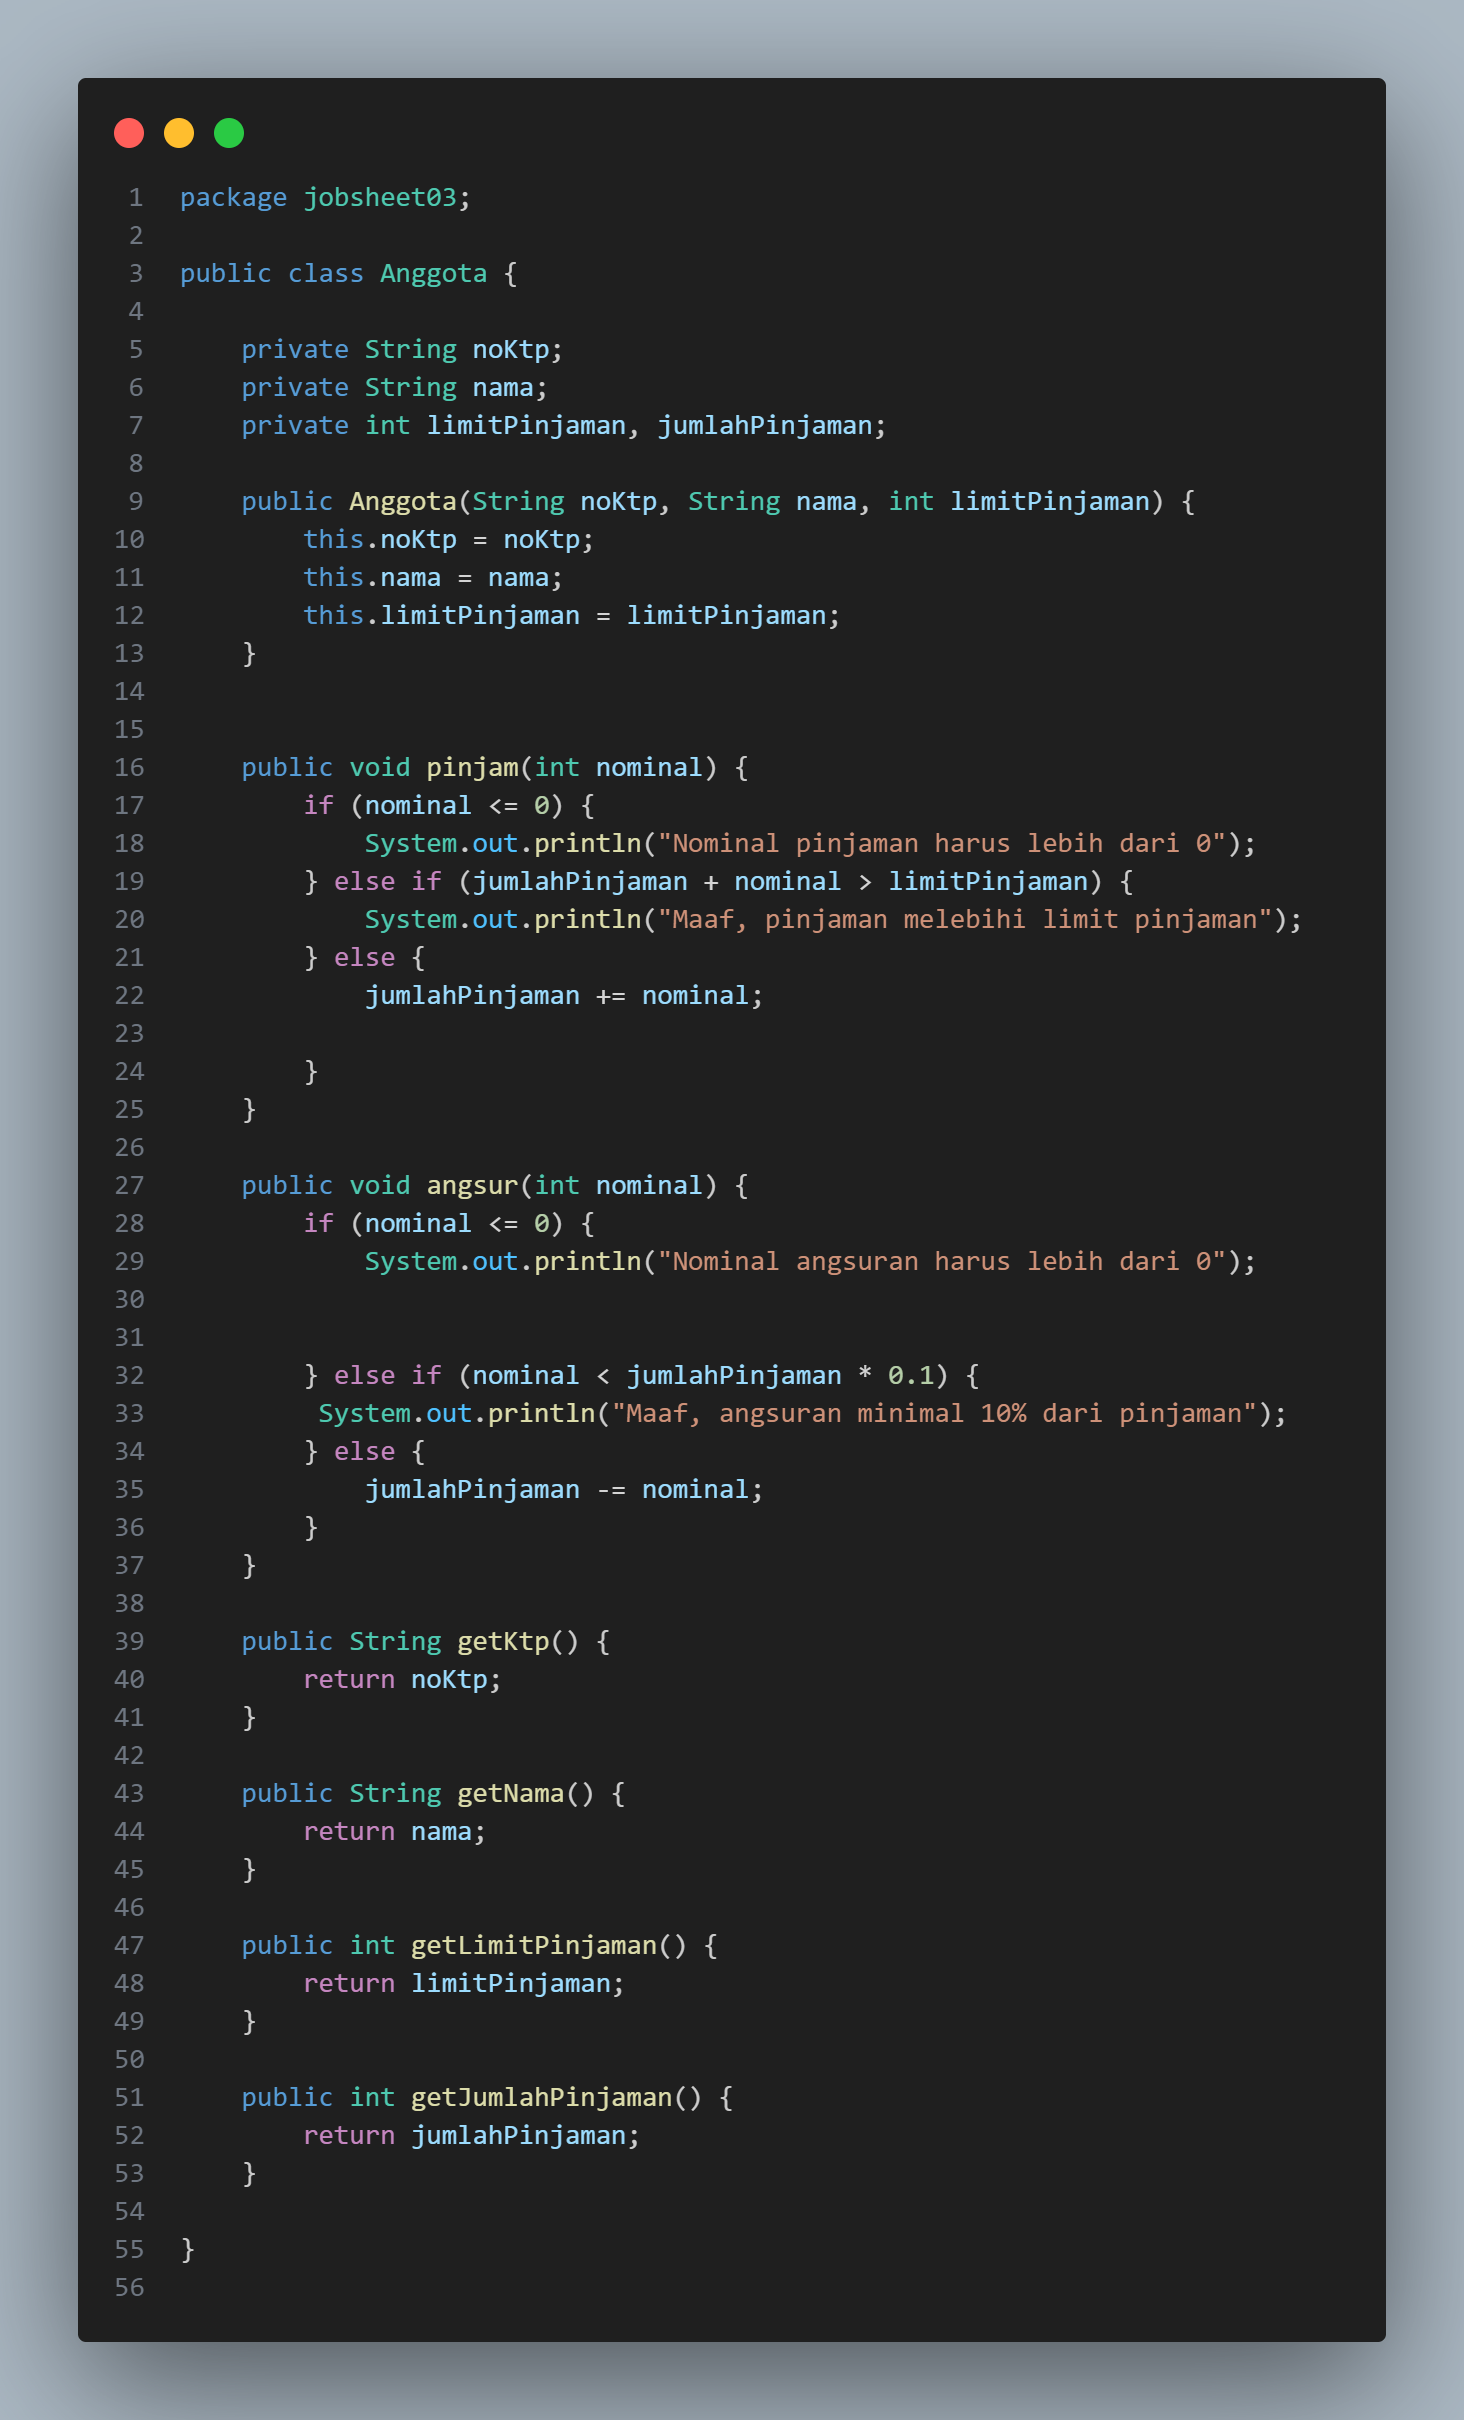 1 package jobsheet03;
2
3 public class Anggota {
4
5     private String noKtp;
6     private String nama;
7     private int limitPinjaman, jumlahPinjaman;
8
9     public Anggota(String noKtp, String nama, int limitPinjaman) {
10         this.noKtp = noKtp;
11         this.nama = nama;
12         this.limitPinjaman = limitPinjaman;
13     }
14
15
16     public void pinjam(int nominal) {
17         if (nominal <= 0) {
18             System.out.println("Nominal pinjaman harus lebih dari 0");
19         } else if (jumlahPinjaman + nominal > limitPinjaman) {
20             System.out.println("Maaf, pinjaman melebihi limit pinjaman");
21         } else {
22             jumlahPinjaman += nominal;
23
24         }
25     }
26
27     public void angsur(int nominal) {
28         if (nominal <= 0) {
29             System.out.println("Nominal angsuran harus lebih dari 0");
30
31
32         } else if (nominal < jumlahPinjaman * 0.1) {
33          System.out.println("Maaf, angsuran minimal 10% dari pinjaman");
34         } else {
35             jumlahPinjaman -= nominal;
36         }
37     }
38
39     public String getKtp() {
40         return noKtp;
41     }
42
43     public String getNama() {
44         return nama;
45     }
46
47     public int getLimitPinjaman() {
48         return limitPinjaman;
49     }
50
51     public int getJumlahPinjaman() {
52         return jumlahPinjaman;
53     }
54
55 }
56